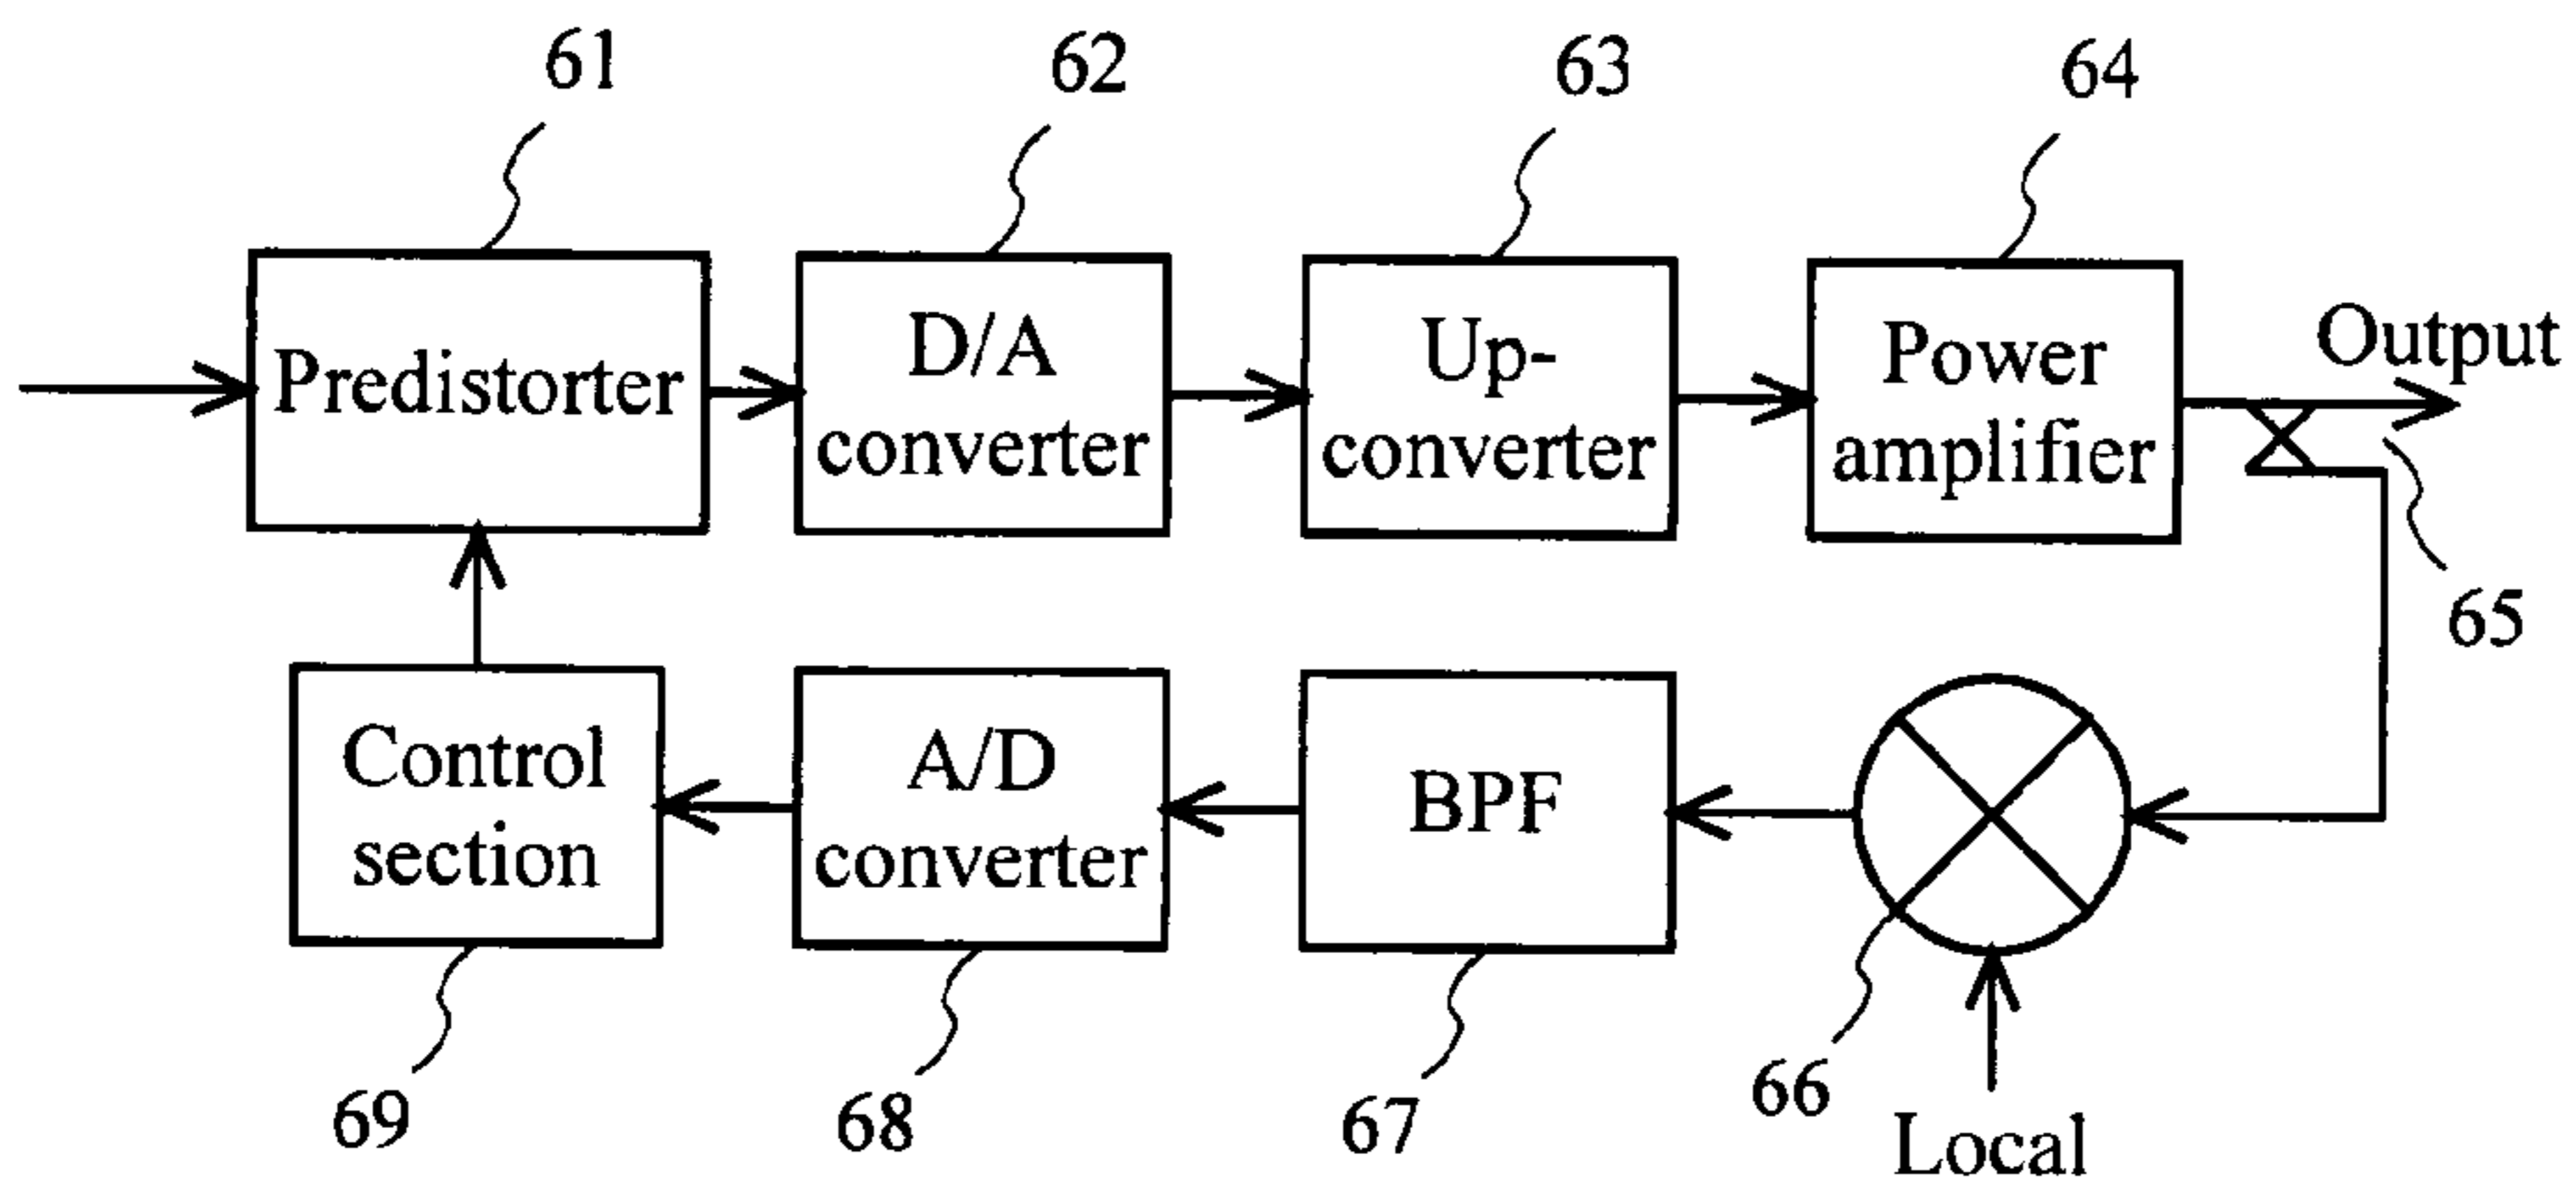 61
62
63
64
Predistorter
D/A
converter
Up-
converter
Power
amplifier
Output
65
Control
section
A/D
converter
BPF
66
Local
69
68
67